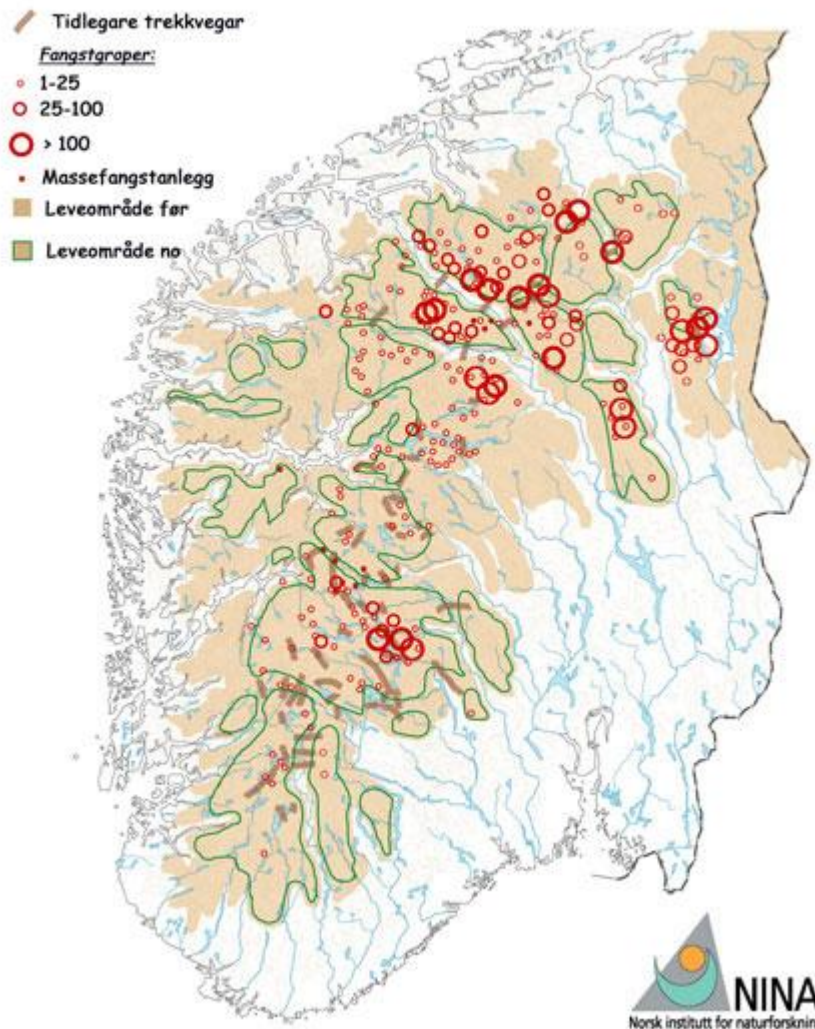 Tidlegare trekkvegar
Fangstgroper:
1-25
25-100
> 100
Massefangstanlegg
Leveområde før
Leveområde no
NINA
Norsk institutt for naturforskning